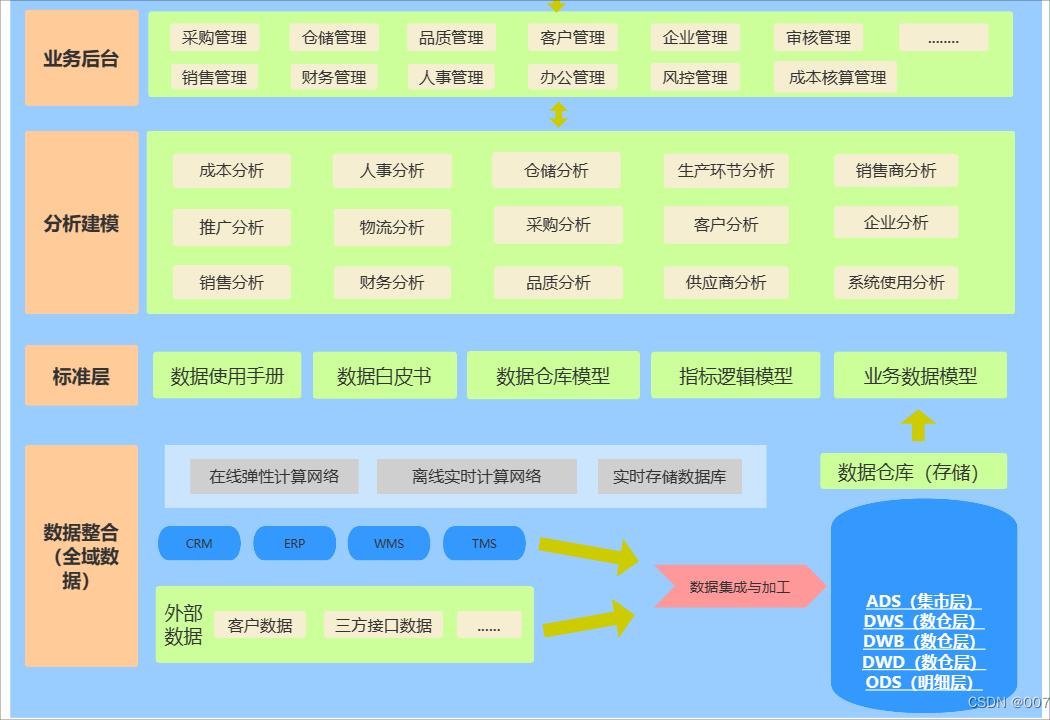 业务后台
采购管理 仓储管理 品质管理 客户管理 企业管理 审核管理 ........
销售管理 财务管理 人事管理 办公管理 风控管理 成本核算管理
分析建模
成本分析 人事分析 仓储分析 生产环节分析 销售商分析
推广分析 物流分析 采购分析 客户分析 企业分析
销售分析 财务分析 品质分析 供应商分析 系统使用分析
标准层
数据使用手册 数据白皮书 数据仓库模型 指标逻辑模型 业务数据模型
数据整合
（全域数
据）
在线弹性计算网络 离线实时计算网络 实时存储数据库
数据仓库（存储）
CRM ERP WMS TMS
数据集成与加工
外部
数据
客户数据 三方接口数据 ......
ADS（集市层）
DWS（数仓层）
DWB（数仓层）
DWD（数仓层）
ODS（明细层）
CSDN @007